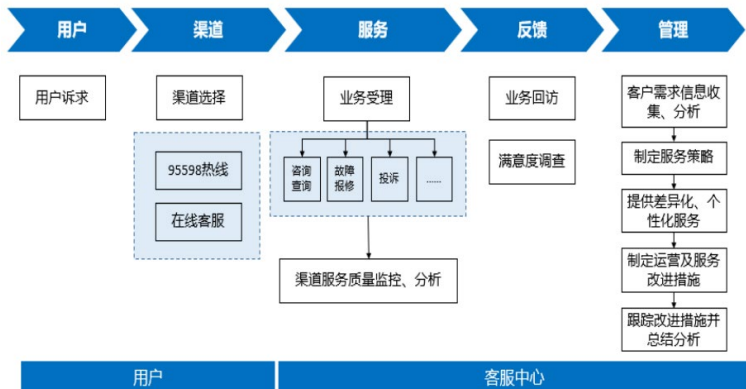 用户
渠道
服务
反馈
管理
用户诉求
渠道选择
95598热线
在线客服
业务受理
咨询
查询
故障
报修
投诉
......
渠道服务质量监控、分析
业务回访
满意度调查
客户需求信息收
集、分析
制定服务策略
提供差异化、个
性化服务
制定运营及服务
改进措施
跟踪改进措施并
总结分析
用户
客服中心